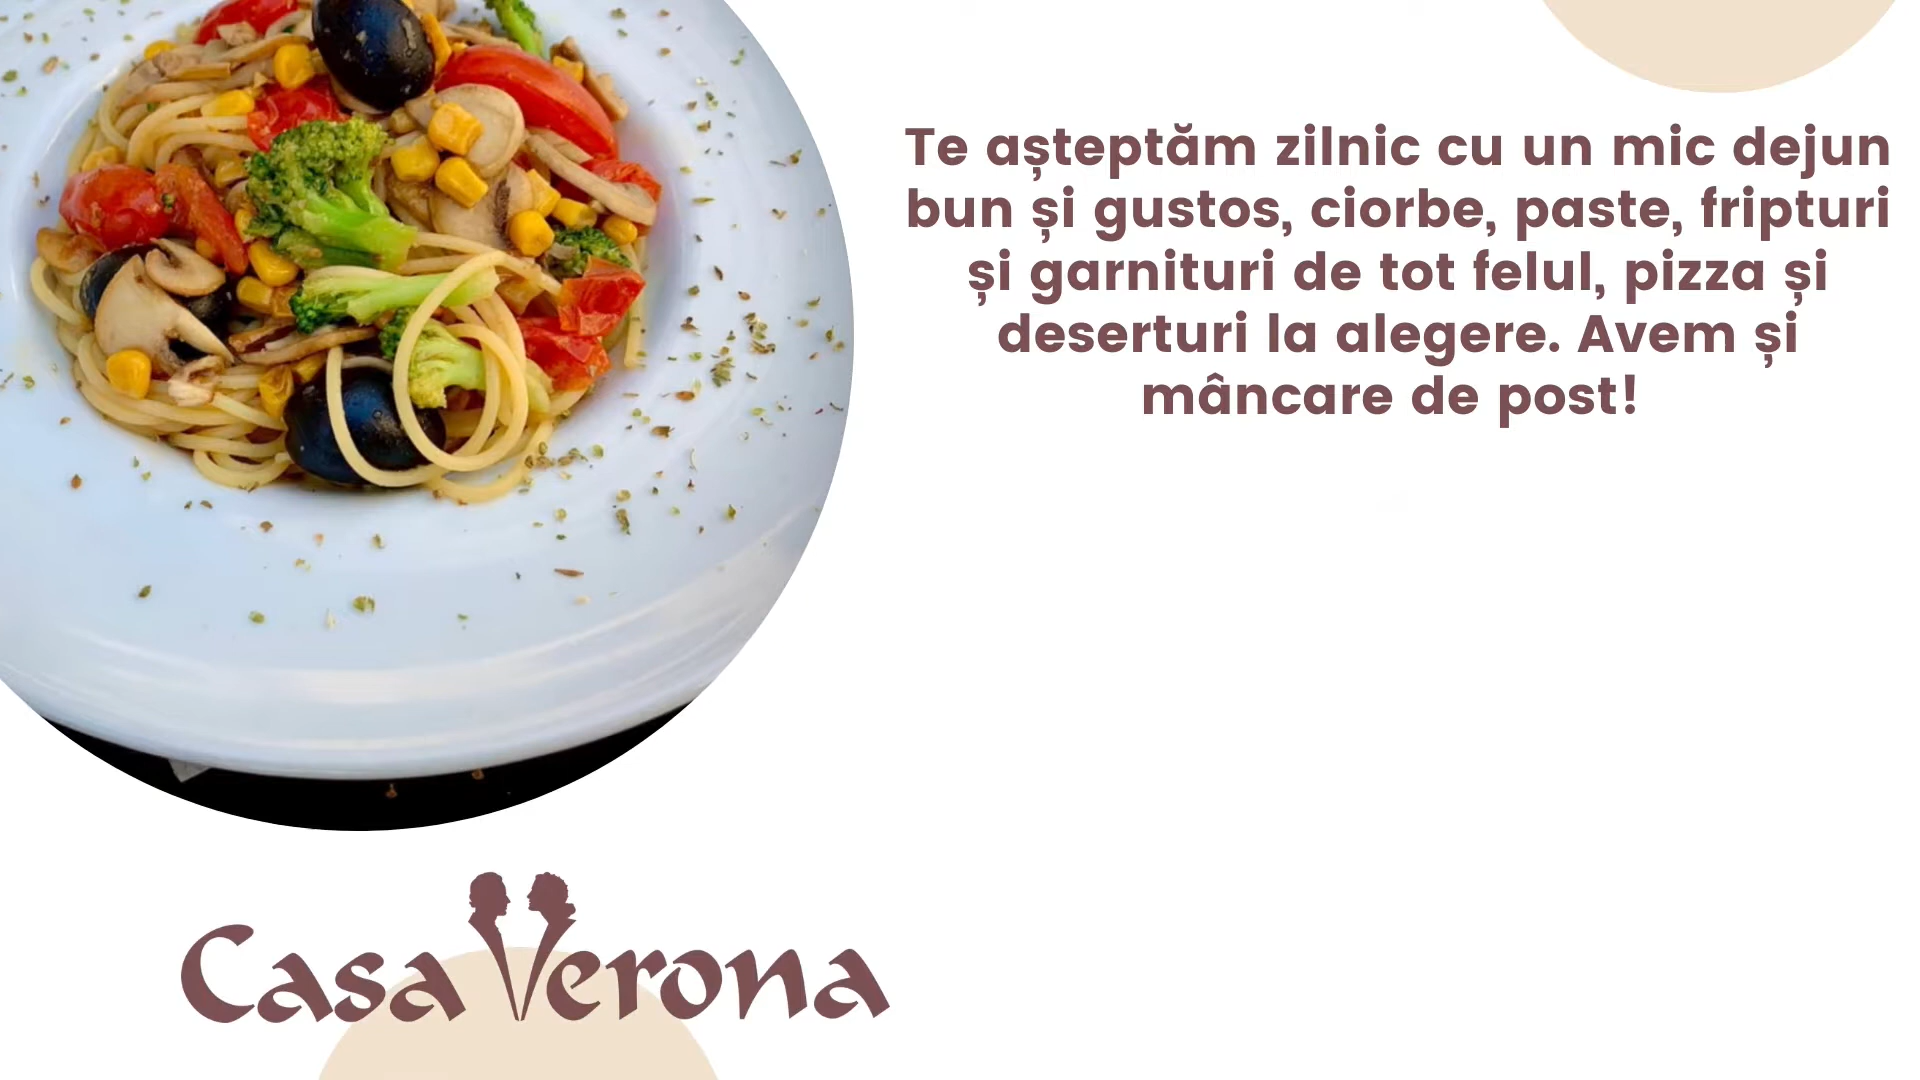 Te așteptăm zilnic cu un mic dejun
bun și gustos, ciorbe, paste, fripturi
și garnituri de tot felul, pizza și
deserturi la alegere. Avem și
mâncare de post!
Casa Verona